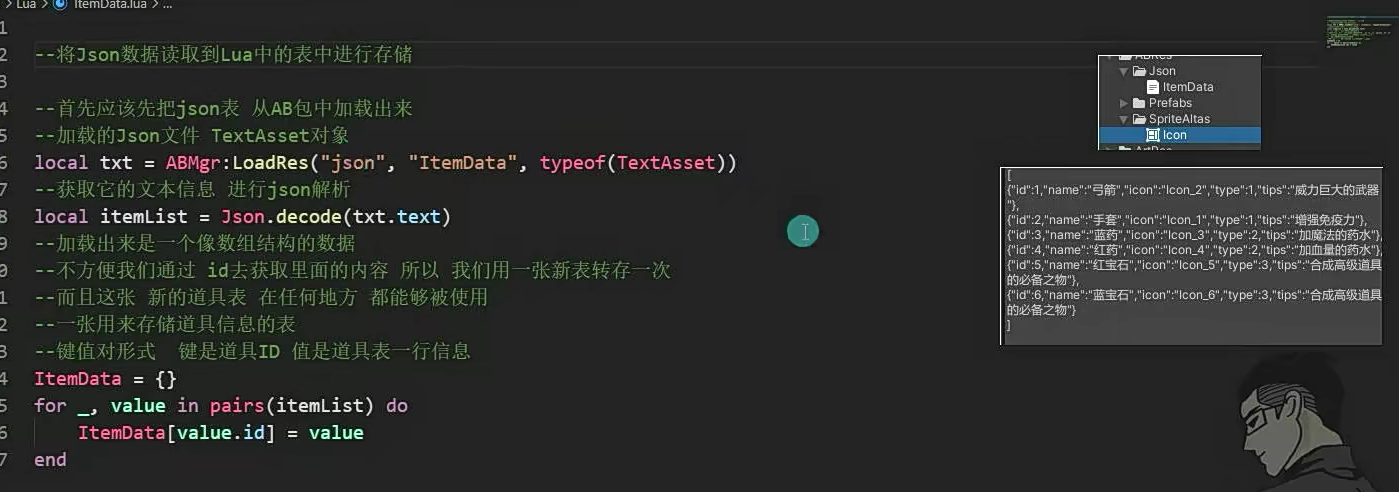 Lua > ItemData.lua > ...
1
2 --将Json数据读取到Lua中的表中进行存储
3
4 --首先应该先把json表 从AB包中加载出来
5 --加载的Json文件 TextAsset对象
6 local txt = ABMgr:LoadRes("json", "ItemData", typeof(TextAsset))
7 --获取它的文本信息 进行json解析
8 local itemList = Json.decode(txt.text)
9 --加载出来是一个像数组结构的数据
0 --不方便我们通过 id去获取里面的内容 所以 我们用一张新表转存一次
1 --而且这张 新的道具表 在任何地方 都能够被使用
2 --一张用来存储道具信息的表
3 --键值对形式  键是道具ID 值是道具表一行信息
4 ItemData = {}
5 for _, value in pairs(itemList) do
6     ItemData[value.id] = value
7 end
ABRes
Json
ItemData
Prefabs
SpriteAltas
Icon
[
{"id":1,"name":"弓箭","icon":"Icon_2","type":1,"tips":"威力巨大的武器
"},
{"id":2,"name":"手套","icon":"Icon_1","type":1,"tips":"增强免疫力"},
{"id":3,"name":"蓝药","icon":"Icon_3","type":2,"tips":"加魔法的药水"},
{"id":4,"name":"红药","icon":"Icon_4","type":2,"tips":"加血量的药水"},
{"id":5,"name":"红宝石","icon":"Icon_5","type":3,"tips":"合成高级道具
的必备之物"},
{"id":6,"name":"蓝宝石","icon":"Icon_6","type":3,"tips":"合成高级道具
的必备之物"}
]